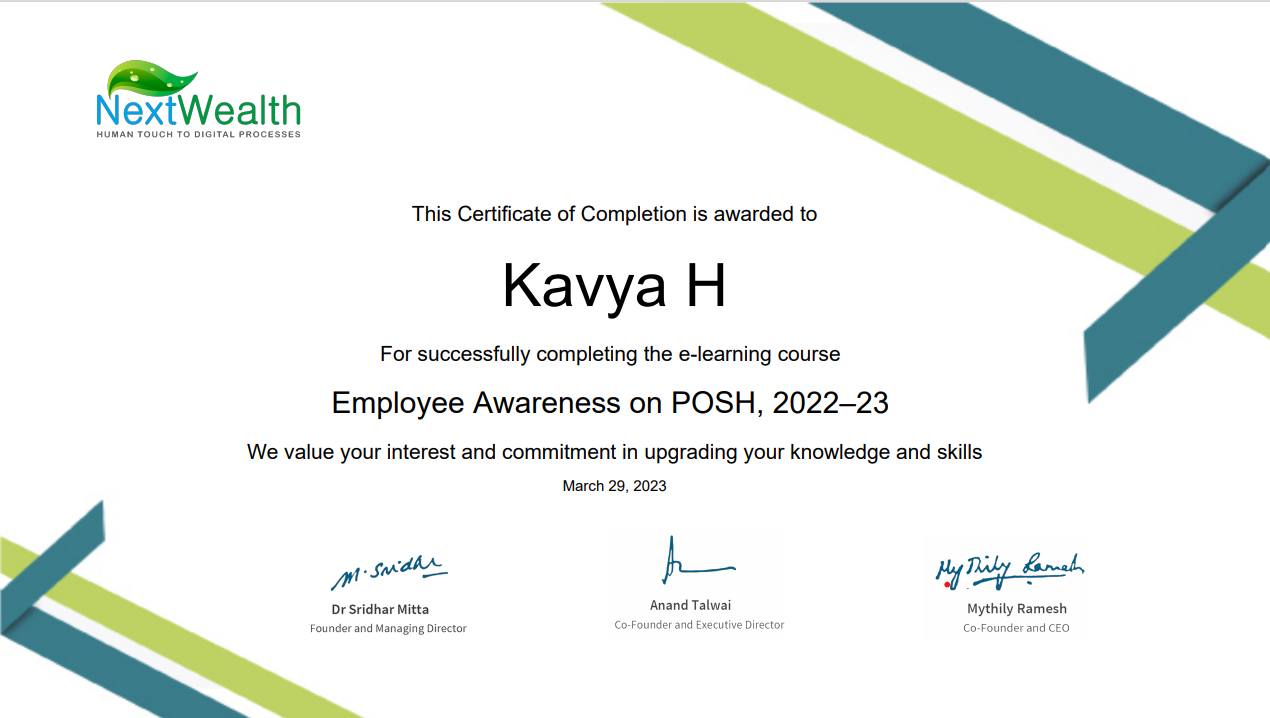 NextWealth
HUMAN TOUCH TO DIGITAL PROCESSES
This Certificate of Completion is awarded to
Kavya H
For successfully completing the e-learning course
Employee Awareness on POSH, 2022–23
We value your interest and commitment in upgrading your knowledge and skills
March 29, 2023
M. Sridhar
Mythily Ramesh
Dr Sridhar Mitta
Anand Talwai
Mythily Ramesh
Founder and Managing Director
Co-Founder and Executive Director
Co-Founder and CEO